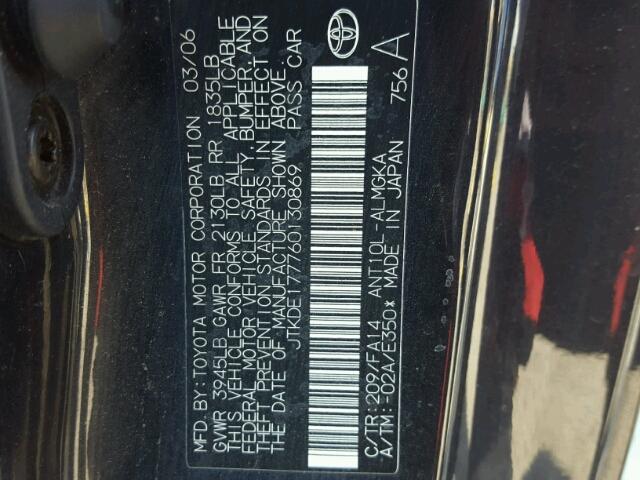 MFD. BY: TOYOTA MOTOR CORPORATION 03/06
GVWR 3945LB GAWR FR 2130LB RR 1835LB
THIS VEHICLE CONFORMS TO ALL APPLICABLE
FEDERAL MOTOR VEHICLE SAFETY, BUMPER, AND
THEFT PREVENTION STANDARDS IN EFFECT ON
THE DATE OF MANUFACTURE SHOWN ABOVE.
JTKDE177760130869 PASS CAR
C/TR: 209/FA14 ANT10L-ALMGKA
A/TM: -02A/E350* MADE IN JAPAN
756 A